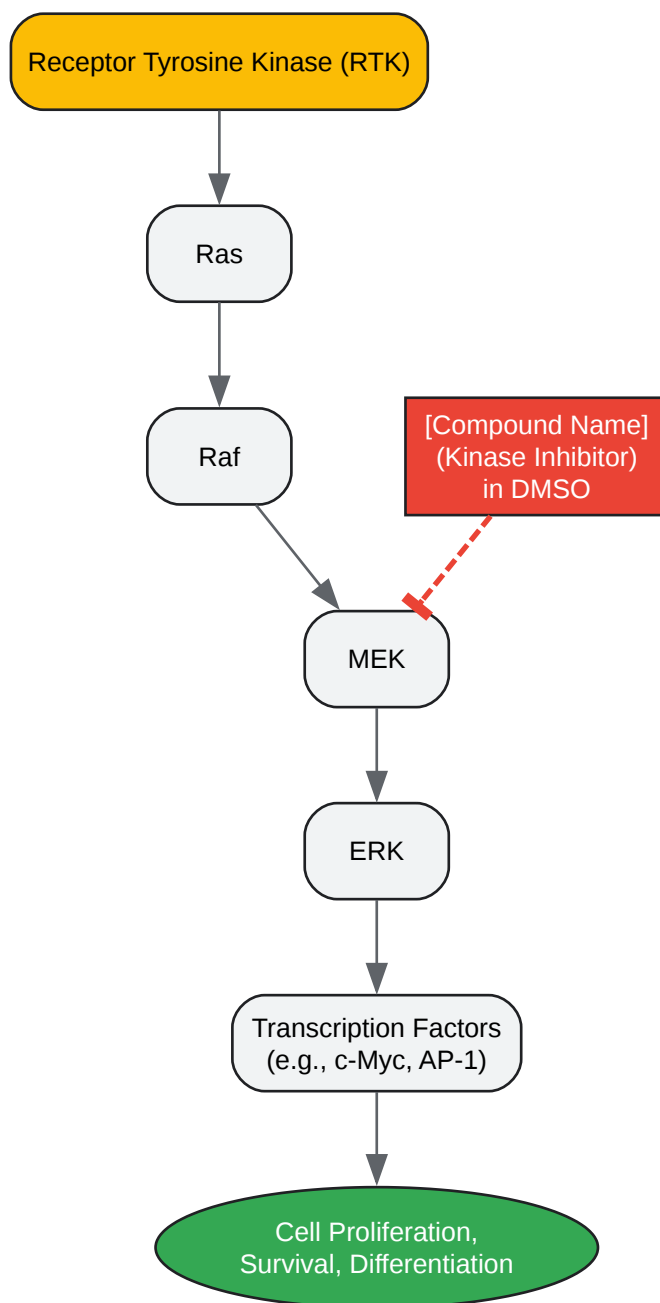 Receptor Tyrosine Kinase (RTK)
Ras
Raf
[Compound Name]
(Kinase Inhibitor)
in DMSO
MEK
ERK
Transcription Factors
(e.g., c-Myc, AP-1)
Cell Proliferation,
Survival, Differentiation